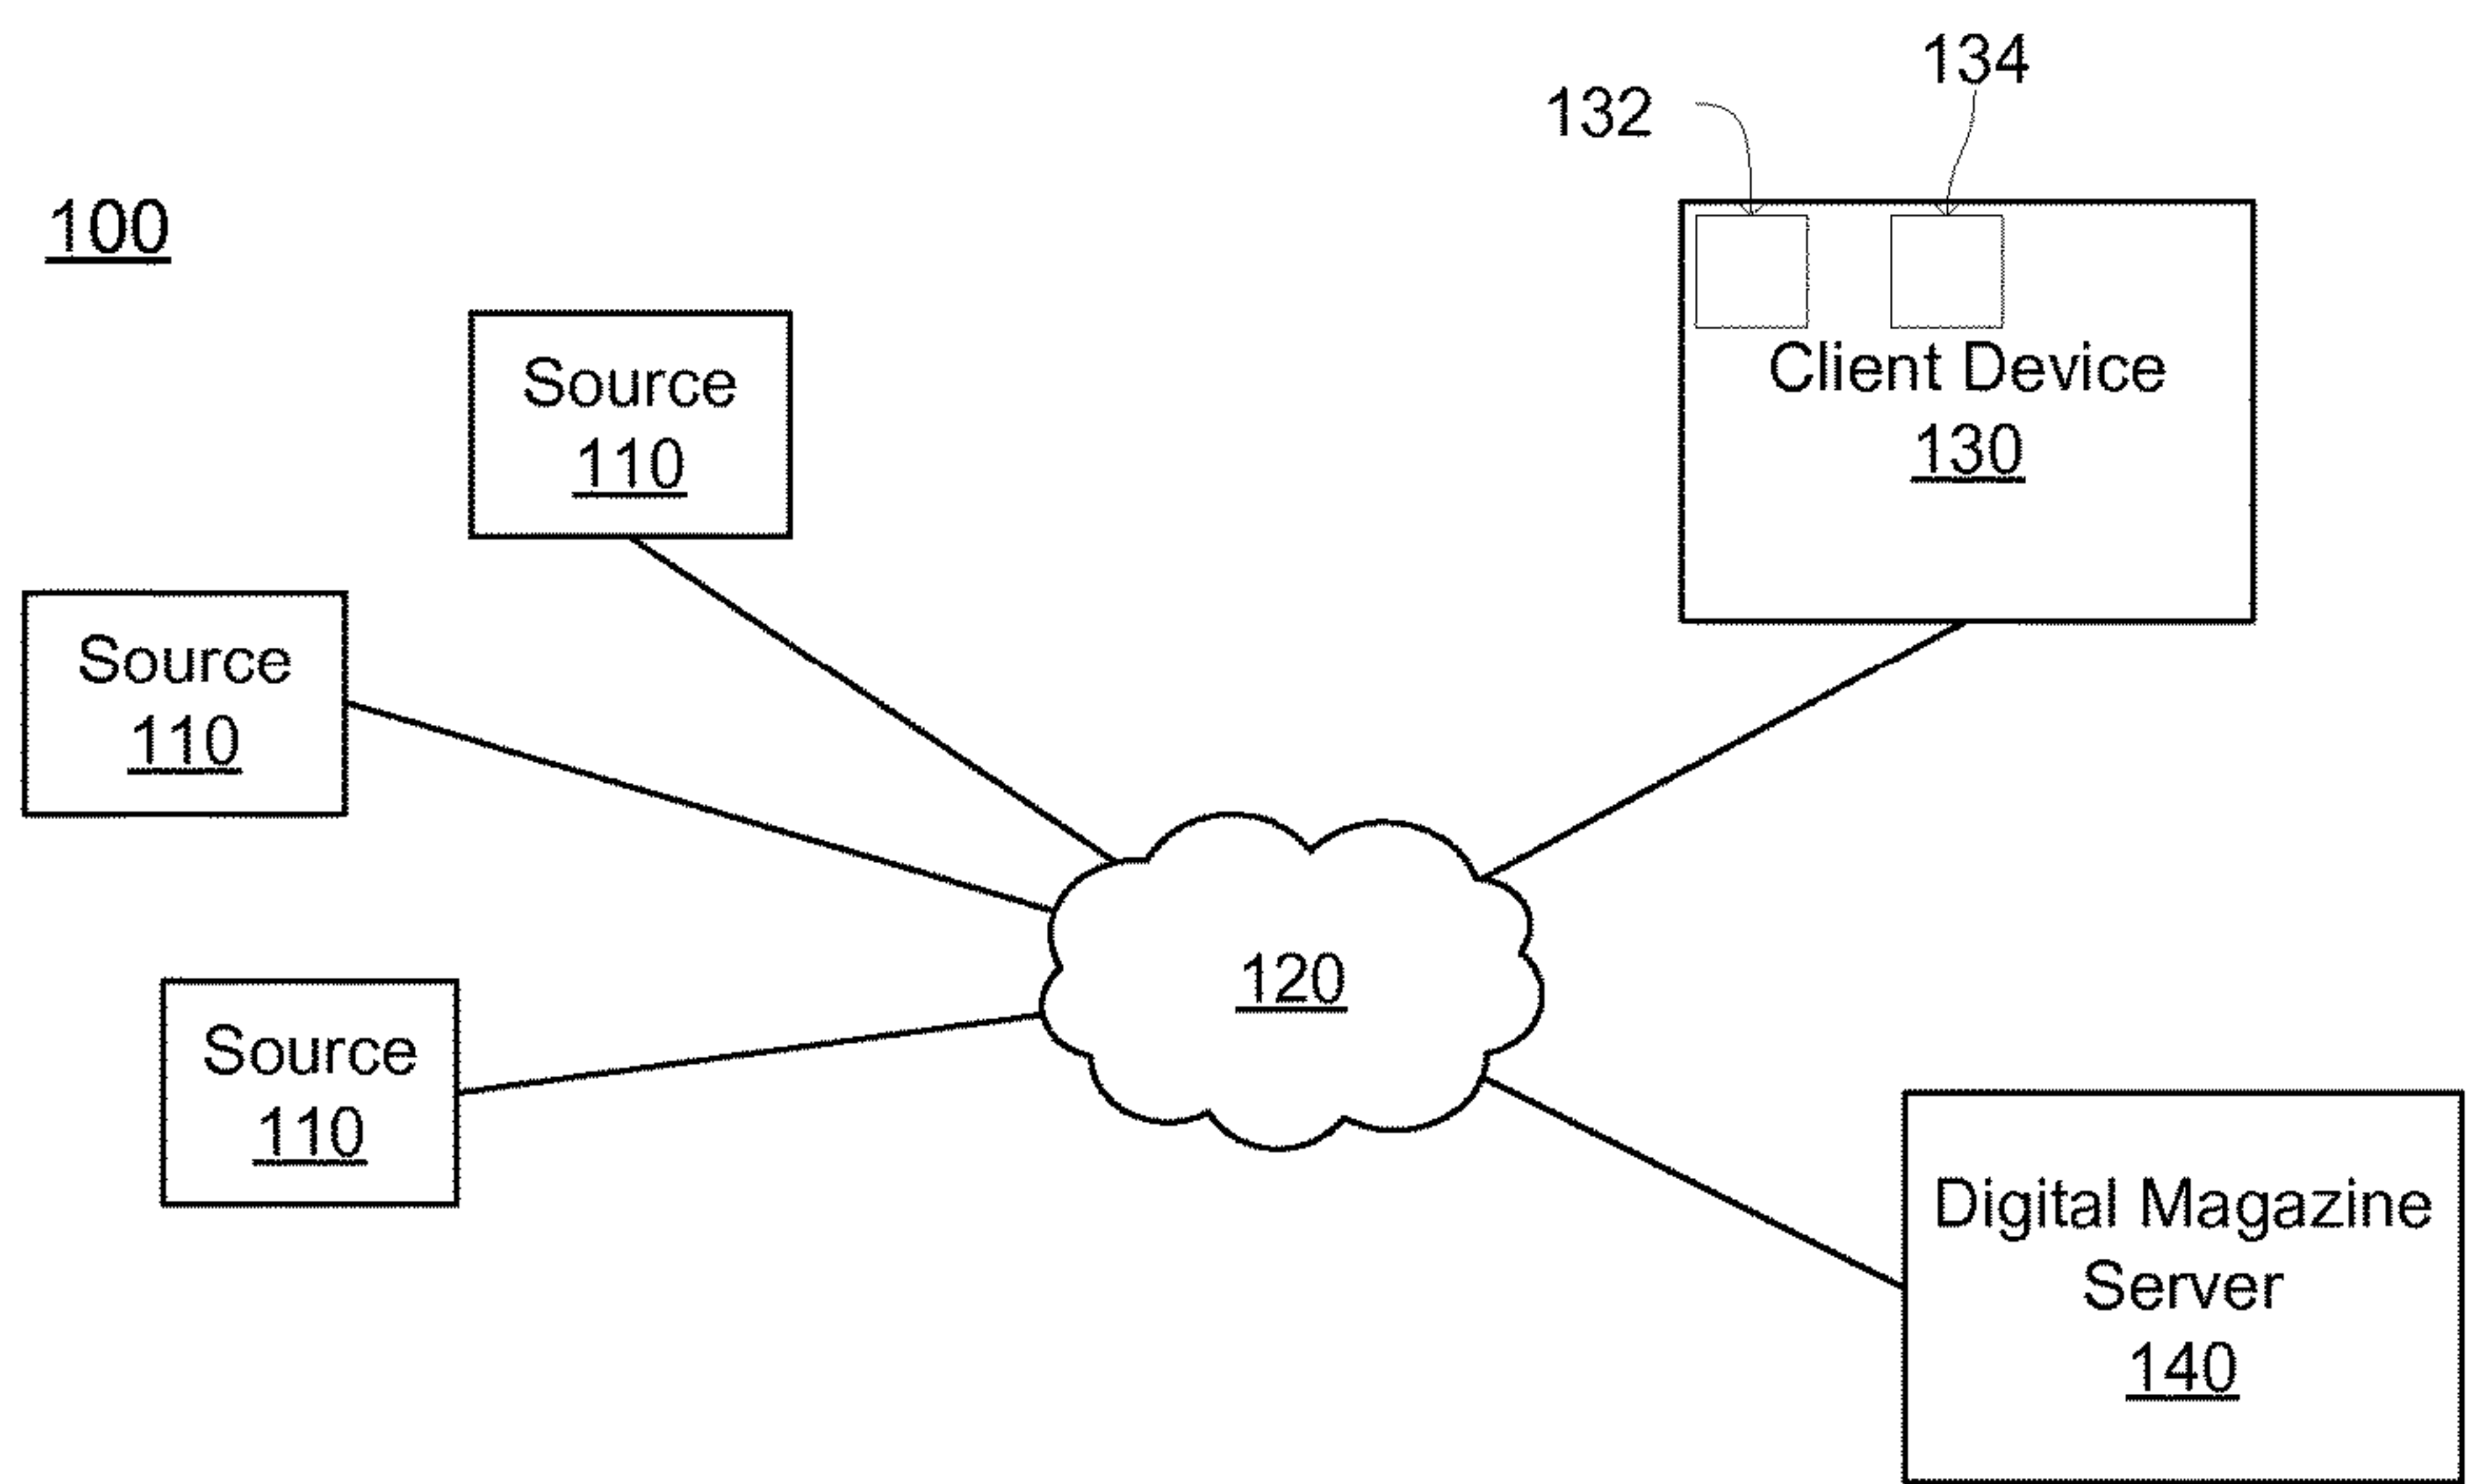 134
132
100
Source
110
Client Device
130
Source
110
120
Source
110
Digital Magazine
Server
140